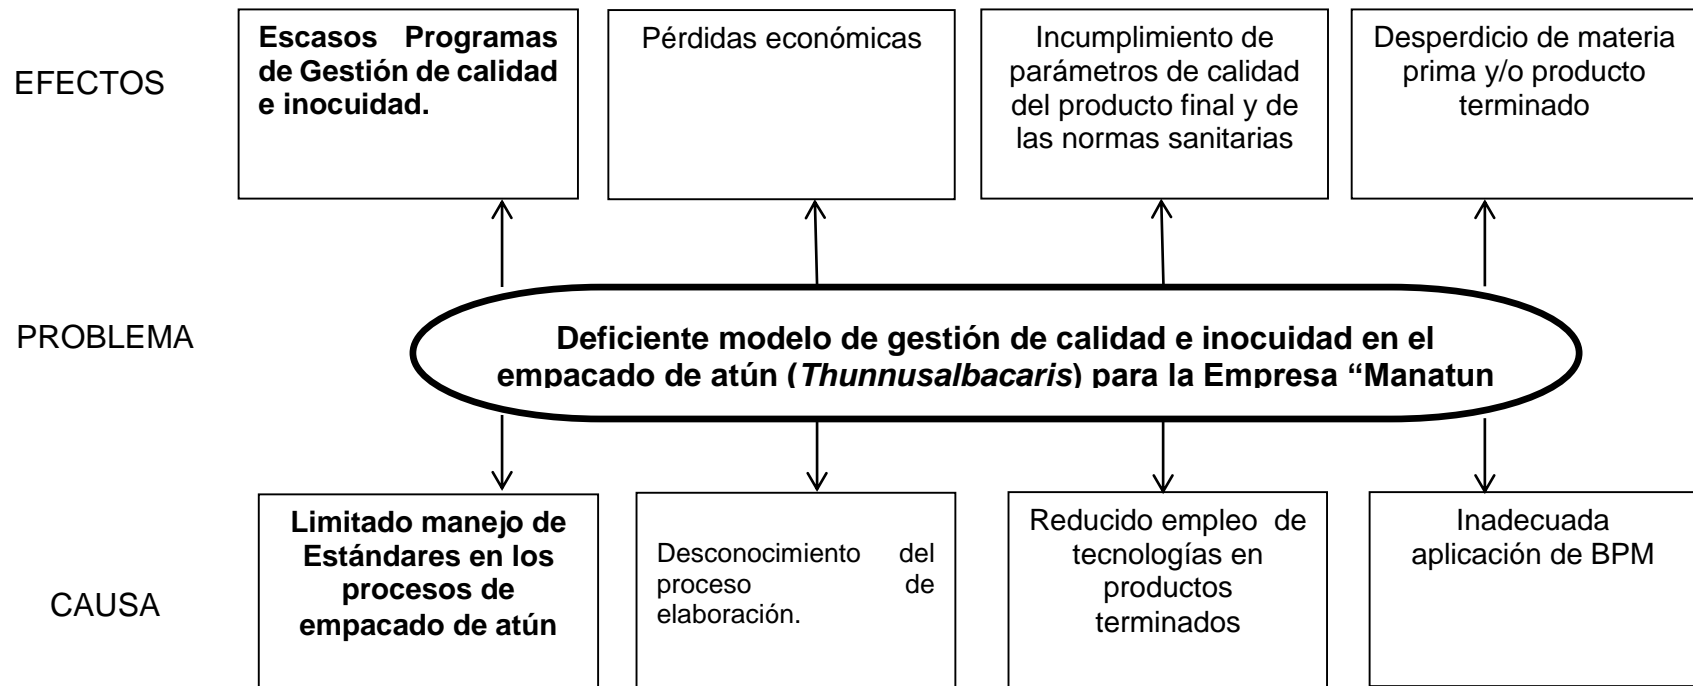 EFECTOS
Escasos Programas
de Gestión de calidad
e inocuidad.
Pérdidas económicas
Incumplimiento de
parámetros de calidad
del producto final y de
las normas sanitarias
Desperdicio de materia
prima y/o producto
terminado
PROBLEMA
Deficiente modelo de gestión de calidad e inocuidad en el
empacado de atún (Thunnusalbacaris) para la Empresa “Manatun
CAUSA
Limitado manejo de
Estándares en los
procesos de
empacado de atún
Desconocimiento del
proceso de
elaboración.
Reducido empleo de
tecnologías en
productos
terminados
Inadecuada
aplicación de BPM